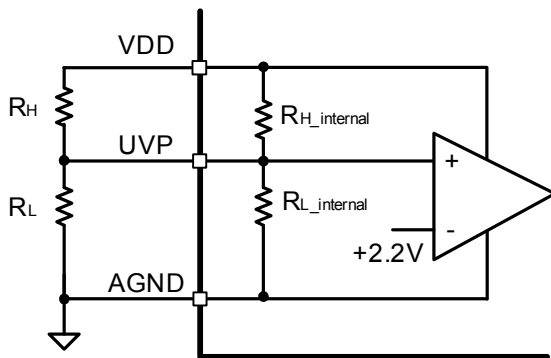 VDD
RH
RH_internal
UVP
+
RL
RL_internal
-
+2.2V
AGND